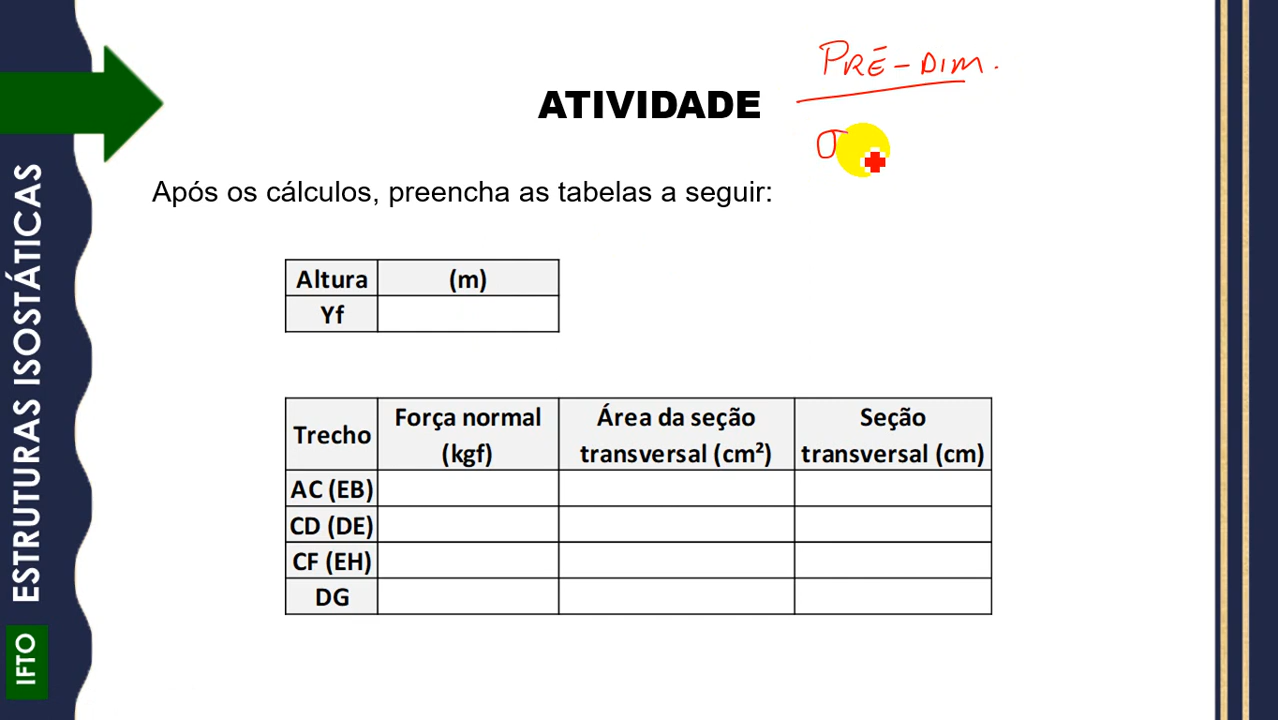 PRÉ-DIM.
ATIVIDADE
σ
Após os cálculos, preencha as tabelas a seguir:
Altura (m)
Yf
Trecho Força normal (kgf) Área da seção transversal (cm²) Seção transversal (cm)
AC (EB)
CD (DE)
CF (EH)
DG
ESTRUTURAS ISOSTÁTICAS
IFTO